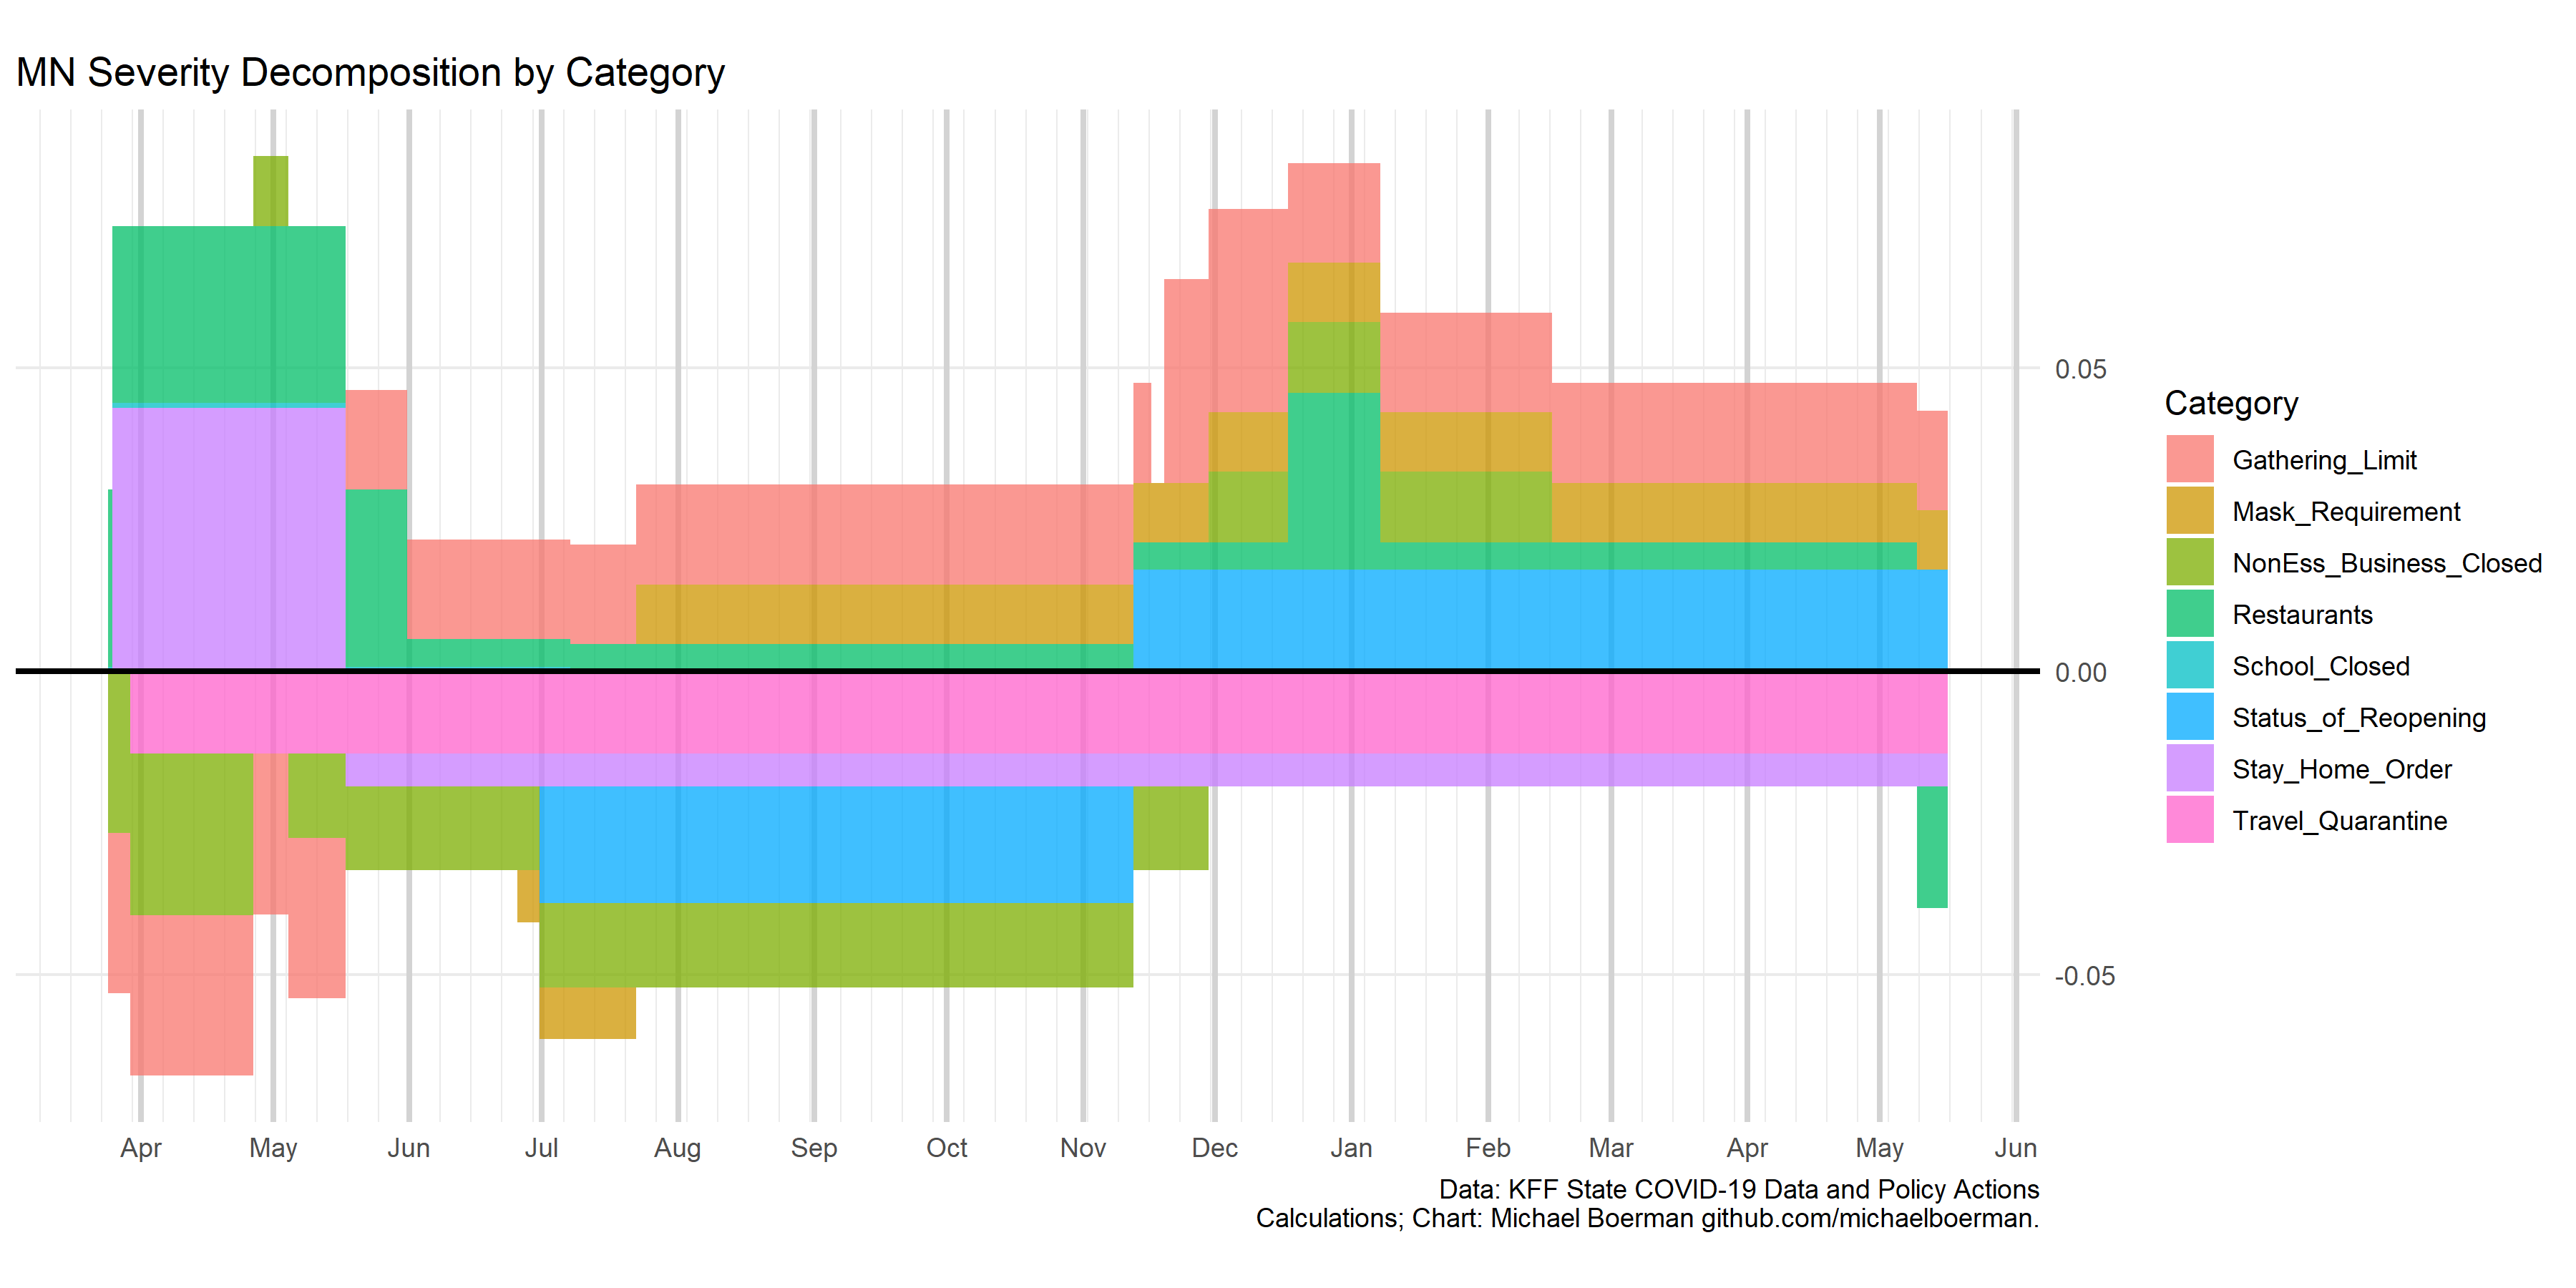 MN Severity Decomposition by Category
0.05
0.00
-0.05
Category
Gathering_Limit
Mask_Requirement
NonEss_Business_Closed
Restaurants
School_Closed
Status_of_Reopening
Stay_Home_Order
Travel_Quarantine
Apr May Jun Jul Aug Sep Oct Nov Dec Jan Feb Mar Apr May Jun
Data: KFF State COVID-19 Data and Policy Actions
Calculations; Chart: Michael Boerman github.com/michaelboerman.